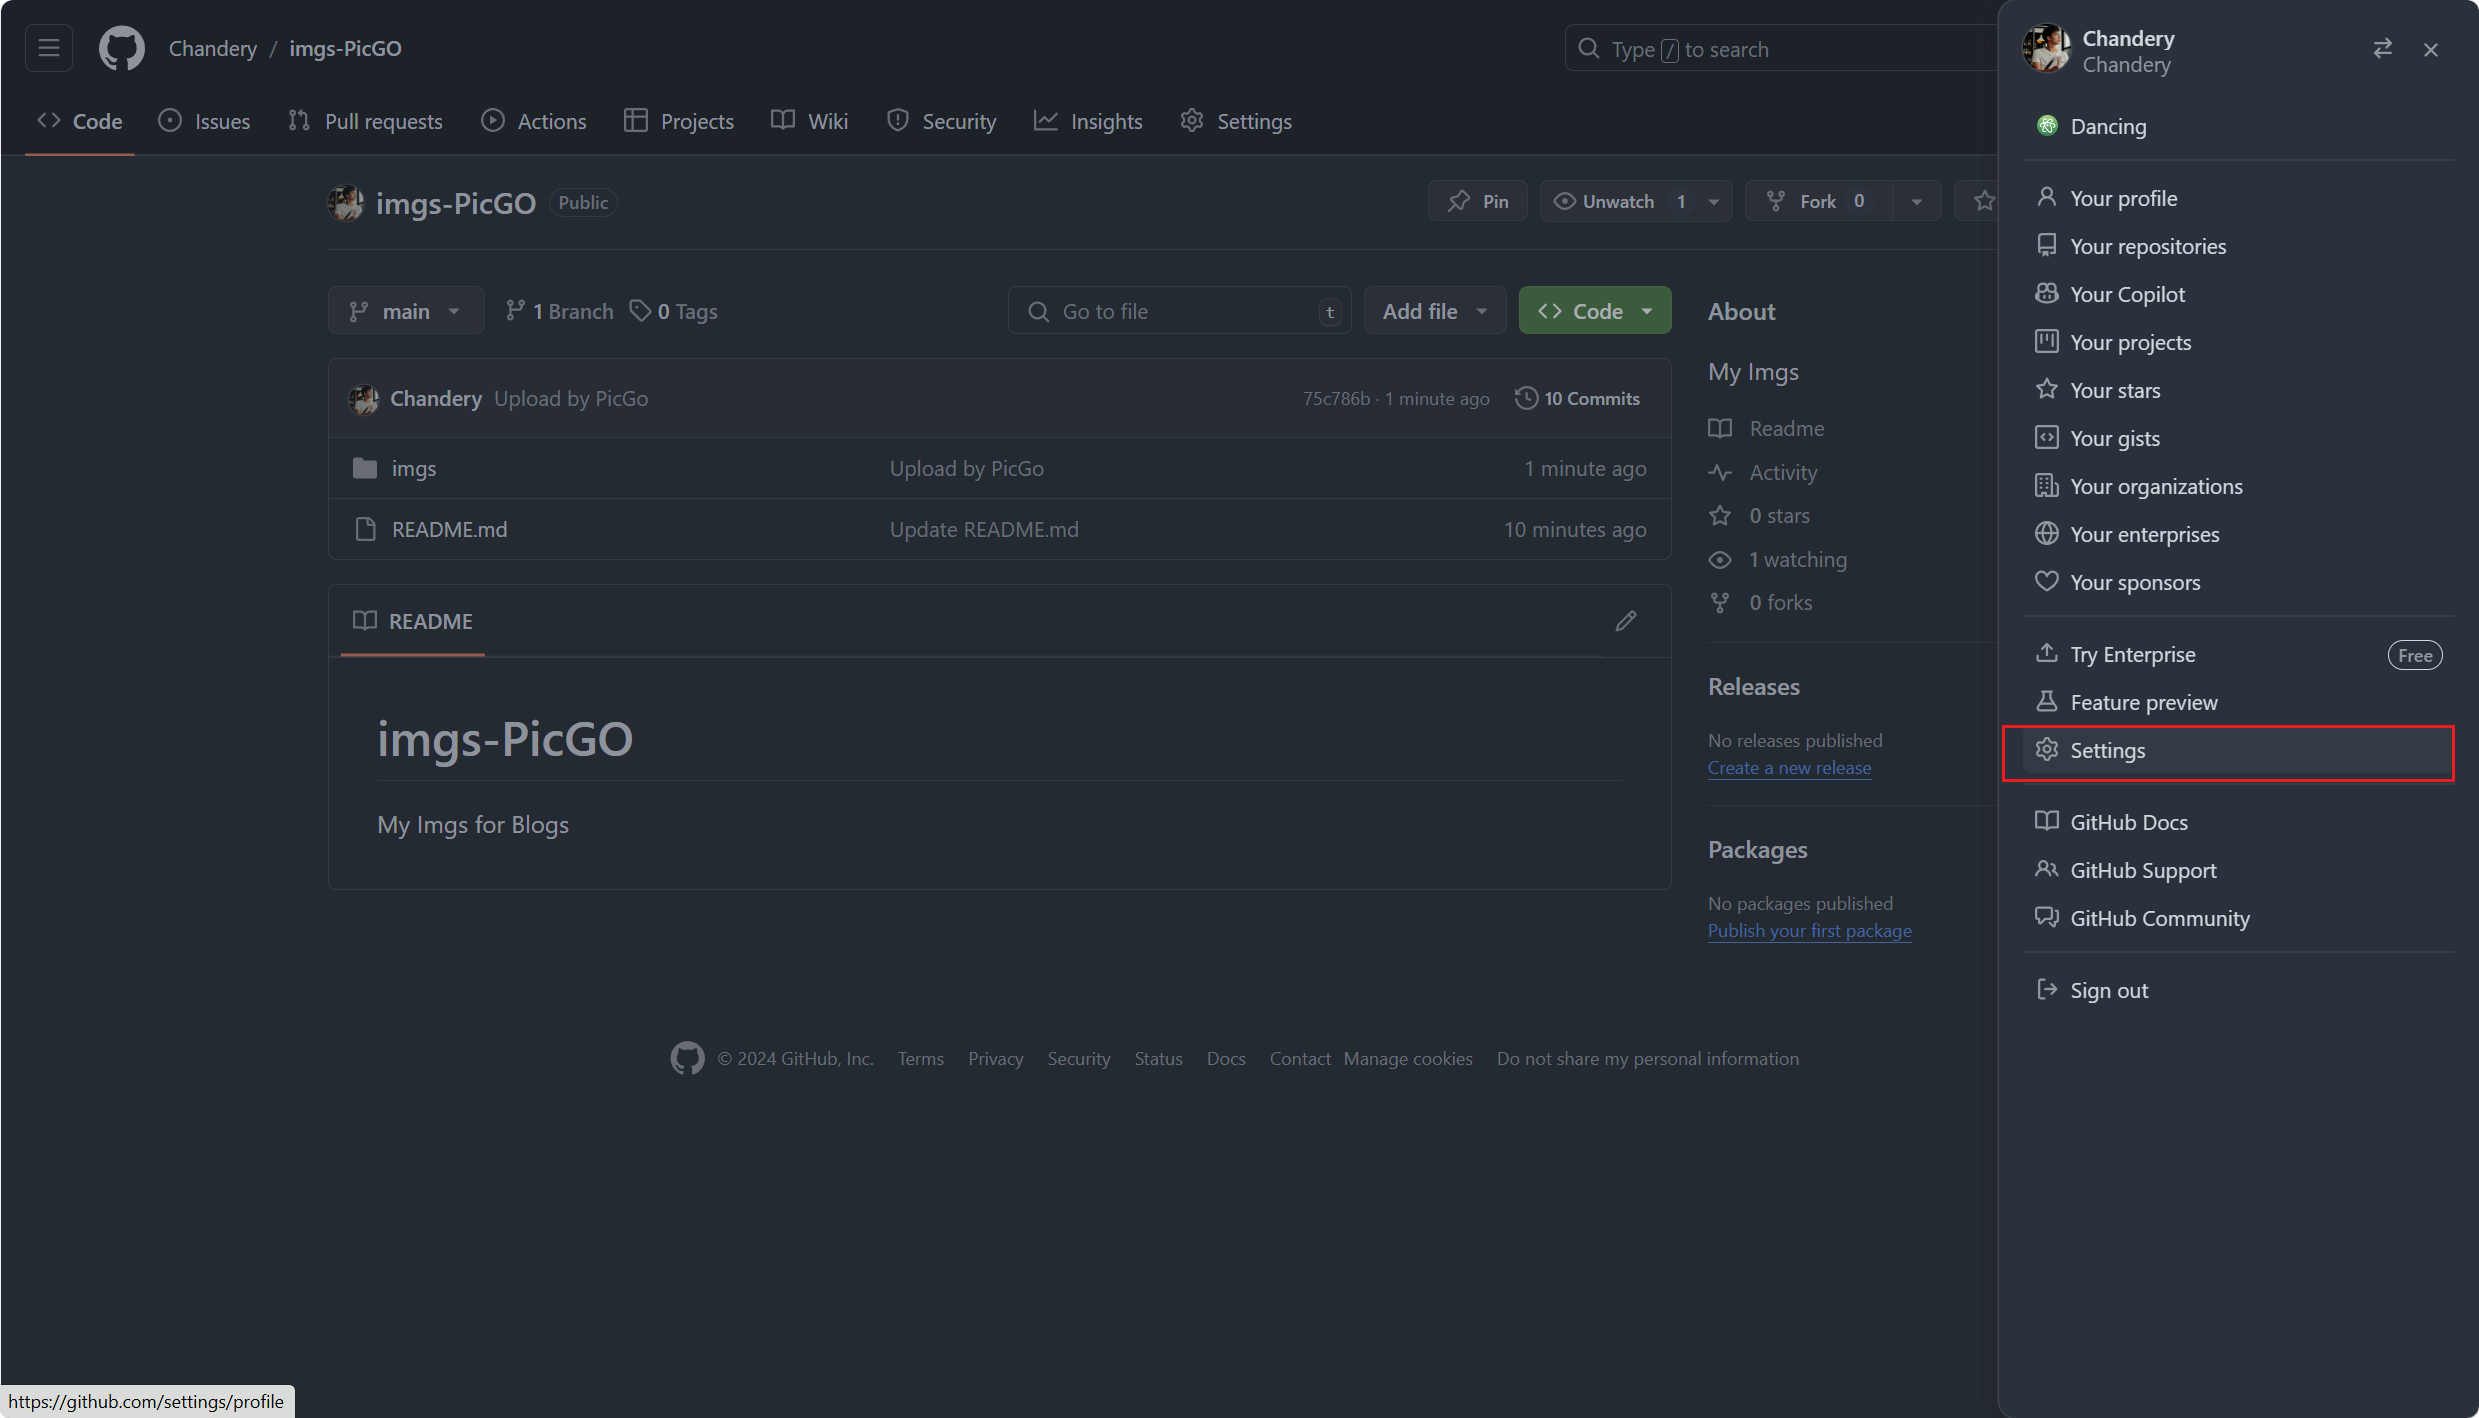 Chandery / imgs-PicGO
Type / to search
Code Issues Pull requests Actions Projects Wiki Security Insights Settings
imgs-PicGO Public
Pin Unwatch 1 Fork 0
main 1 Branch 0 Tags Go to file t Add file Code
Chandery Upload by PicGo 75c786b · 1 minute ago 10 Commits
imgs Upload by PicGo 1 minute ago
README.md Update README.md 10 minutes ago
README
imgs-PicGO
My Imgs for Blogs
About
My Imgs
Readme
Activity
0 stars
1 watching
0 forks
Releases
No releases published
Create a new release
Packages
No packages published
Publish your first package
© 2024 GitHub, Inc. Terms Privacy Security Status Docs Contact Manage cookies Do not share my personal information
Chandery
Chandery
Dancing
Your profile
Your repositories
Your Copilot
Your projects
Your stars
Your gists
Your organizations
Your enterprises
Your sponsors
Try Enterprise Free
Feature preview
Settings
GitHub Docs
GitHub Support
GitHub Community
Sign out
https://github.com/settings/profile